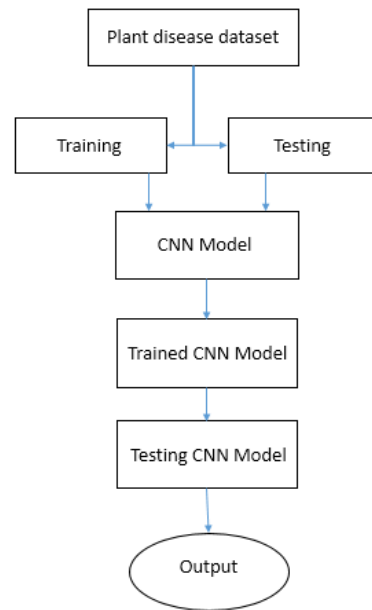 Plant disease dataset
Training
Testing
CNN Model
Trained CNN Model
Testing CNN Model
Output